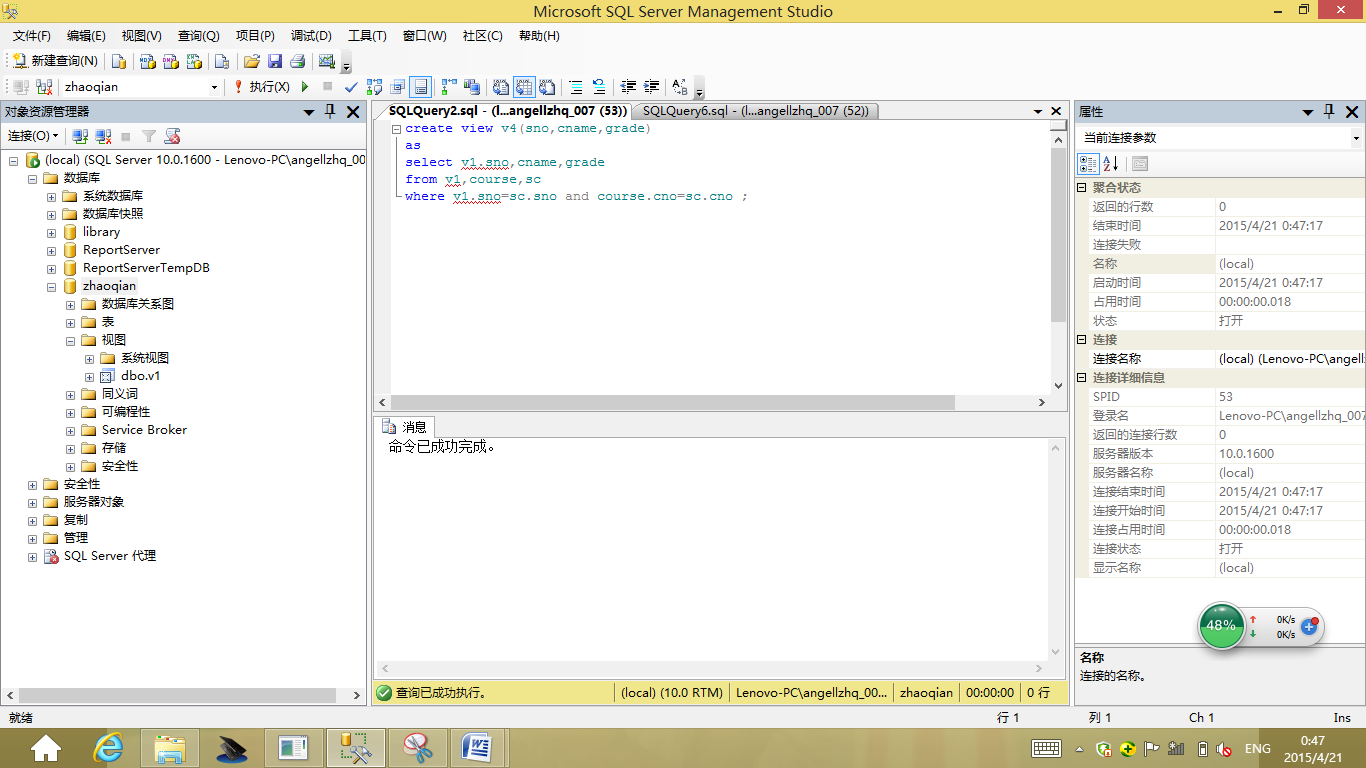 Microsoft SQL Server Management Studio
文件(F) 编辑(E) 视图(V) 查询(Q) 项目(P) 调试(D) 工具(T) 窗口(W) 社区(C) 帮助(H)
新建查询(N)
zhaoqian 执行(X)
对象资源管理器
连接(O)
(local) (SQL Server 10.0.1600 - Lenovo-PC\angellzhq_00
数据库
系统数据库
数据库快照
library
ReportServer
ReportServerTempDB
zhaoqian
数据库关系图
表
视图
系统视图
dbo.v1
同义词
可编程性
Service Broker
存储
安全性
安全性
服务器对象
复制
管理
SQL Server 代理
SQLQuery2.sql - (l...angellzhq_007 (53)) SQLQuery6.sql - (l...angellzhq_007 (52))
create view v4(sno,cname,grade)
as
select v1.sno,cname,grade
from v1,course,sc
where v1.sno=sc.sno and course.cno=sc.cno ;
消息
命令已成功完成。
查询已成功执行。 (local) (10.0 RTM) Lenovo-PC\angellzhq_00... zhaoqian 00:00:00 0 行
属性
当前连接参数
聚合状态
返回的行数 0
结束时间 2015/4/21 0:47:17
连接失败
名称 (local)
启动时间 2015/4/21 0:47:17
占用时间 00:00:00.018
状态 打开
连接
连接名称 (local) (Lenovo-PC\angell
连接详细信息
SPID 53
登录名 Lenovo-PC\angellzhq_007
返回的连接行数 0
服务器版本 10.0.1600
服务器名称 (local)
连接结束时间 2015/4/21 0:47:17
连接开始时间 2015/4/21 0:47:17
连接占用时间 00:00:00.018
连接状态 打开
显示名称 (local)
48% 0K/s
0K/s
名称
连接的名称。
就绪 行 1 列 1 Ch 1 Ins
ENG 0:47
2015/4/21